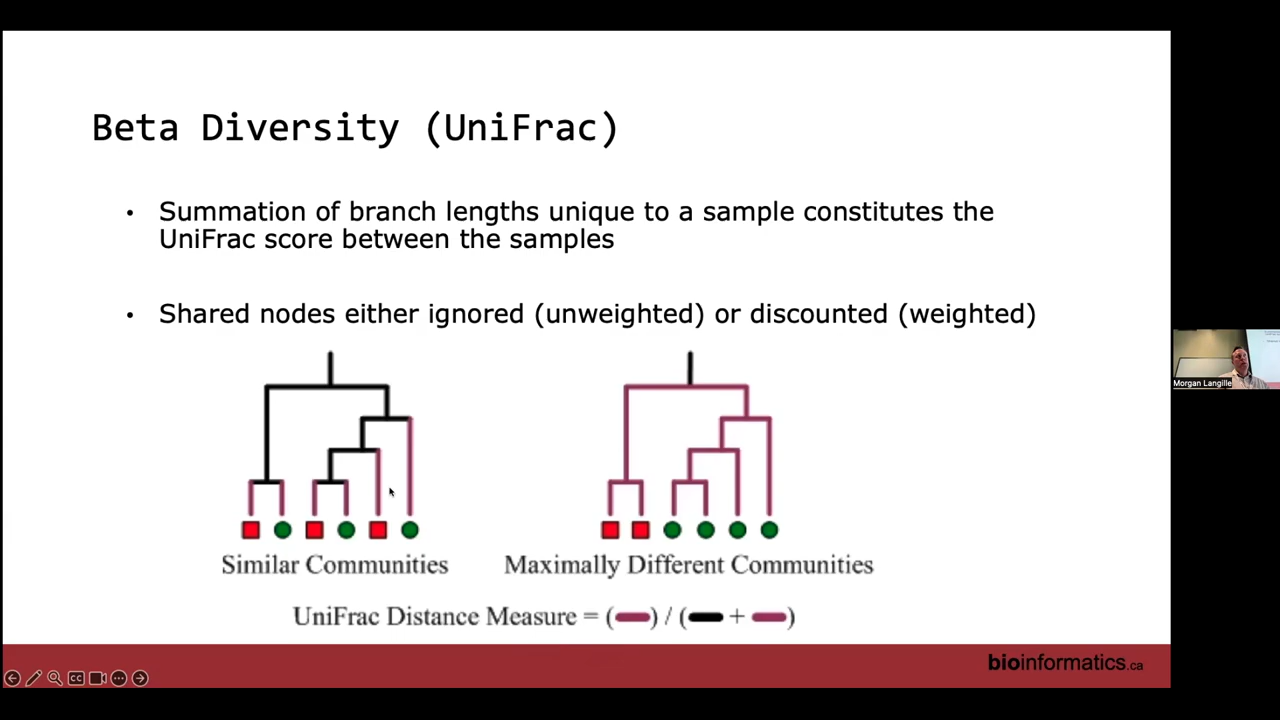 Beta Diversity (UniFrac)
• Summation of branch lengths unique to a sample constitutes the
UniFrac score between the samples
• Shared nodes either ignored (unweighted) or discounted (weighted)
Similar Communities
Maximally Different Communities
UniFrac Distance Measure = ( ) / ( + )
bioinformatics.ca
Morgan Langille
CC